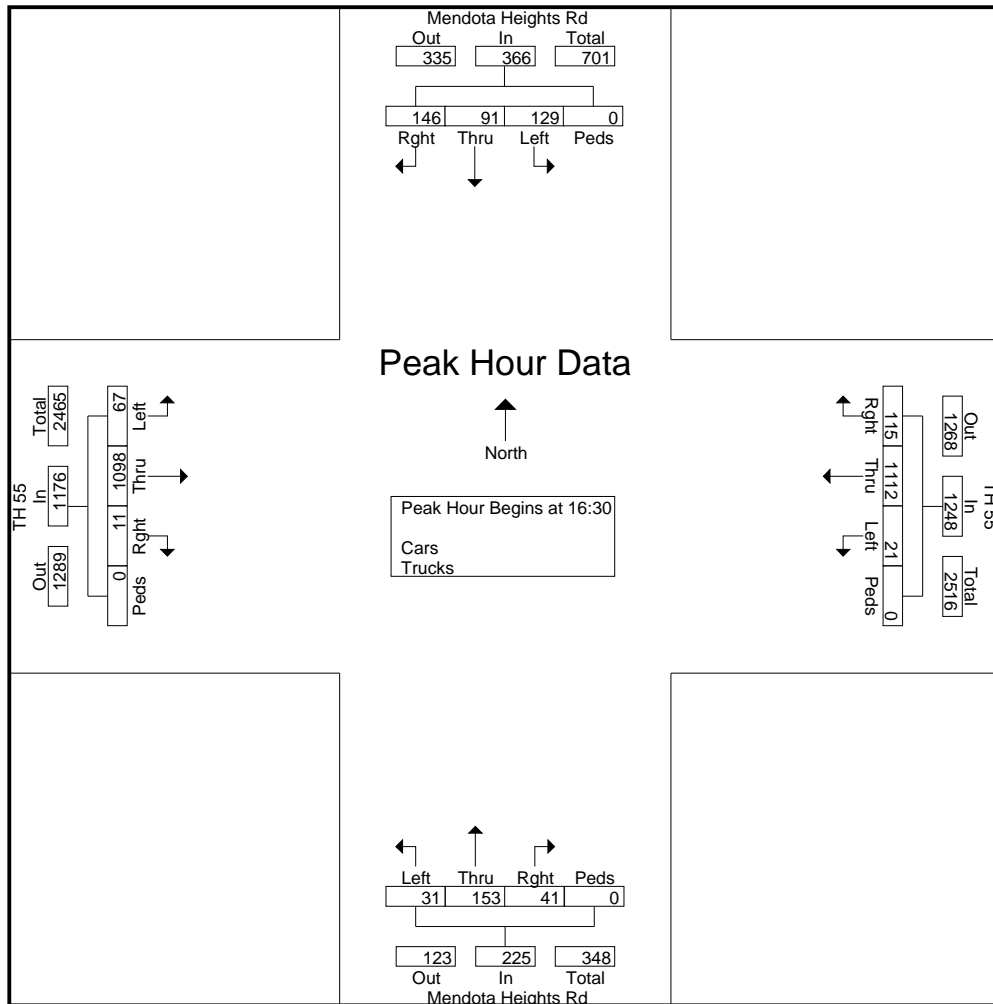 Mendota Heights Rd
Out In Total
335 366 701
146 91 129 0
Rght Thru Left Peds
Peak Hour Data
North
Peak Hour Begins at 16:30
Cars
Trucks
TH 55
Out In Total
1289 1176 2465
67 1098 11 0
Left Thru Rght Peds
TH 55
Out In Total
1268 1248 2516
115 1112 21 0
Rght Thru Left Peds
Left Thru Rght Peds
31 153 41 0
123 225 348
Out In Total
Mendota Heights Rd